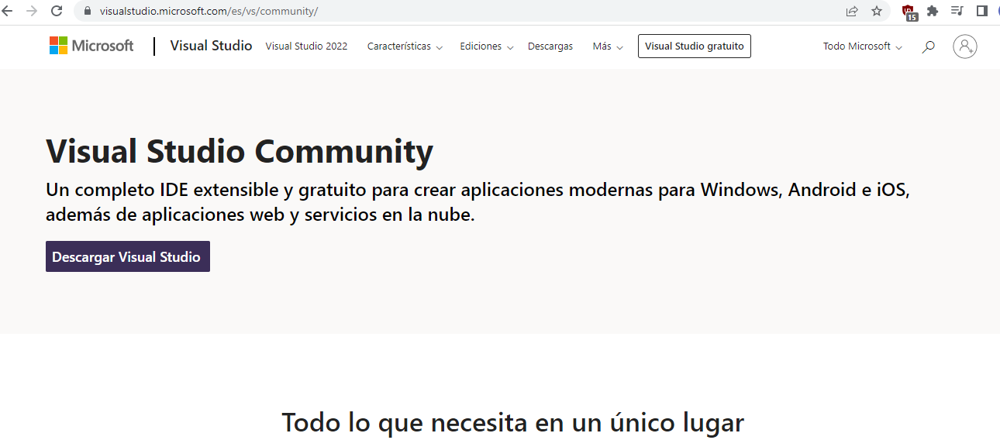 visualstudio.microsoft.com/es/vs/community/
15
Microsoft Visual Studio Visual Studio 2022 Características Ediciones Descargas Más Visual Studio gratuito Todo Microsoft
Visual Studio Community
Un completo IDE extensible y gratuito para crear aplicaciones modernas para Windows, Android e iOS,
además de aplicaciones web y servicios en la nube.
Descargar Visual Studio
Todo lo que necesita en un único lugar